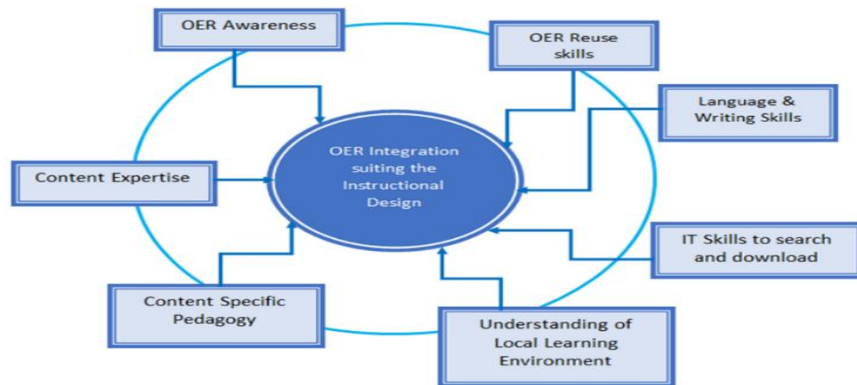 OER Awareness
OER Reuse
skills
Language &
Writing Skills
OER Integration
suiting the
Instructional
Design
Content Expertise
IT Skills to search
and download
Content Specific
Pedagogy
Understanding of
Local Learning
Environment